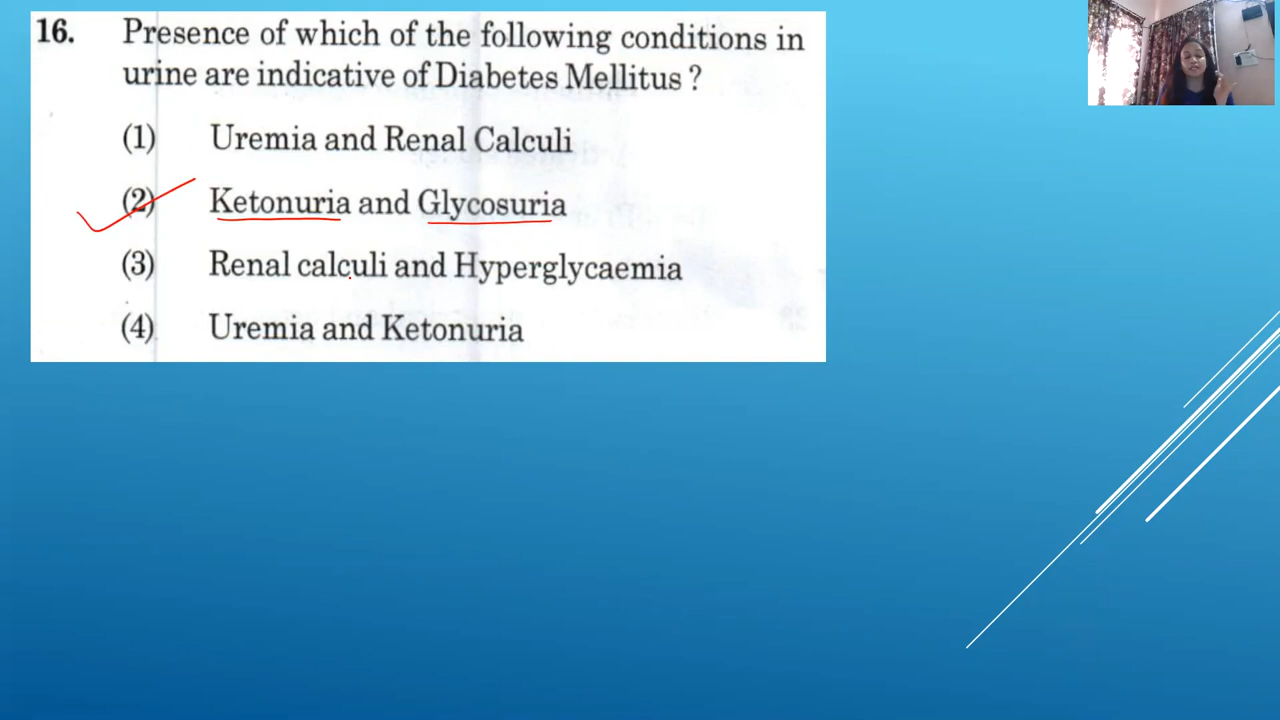 16. Presence of which of the following conditions in
urine are indicative of Diabetes Mellitus ?
(1) Uremia and Renal Calculi
(2) Ketonuria and Glycosuria
(3) Renal calculi and Hyperglycaemia
(4) Uremia and Ketonuria